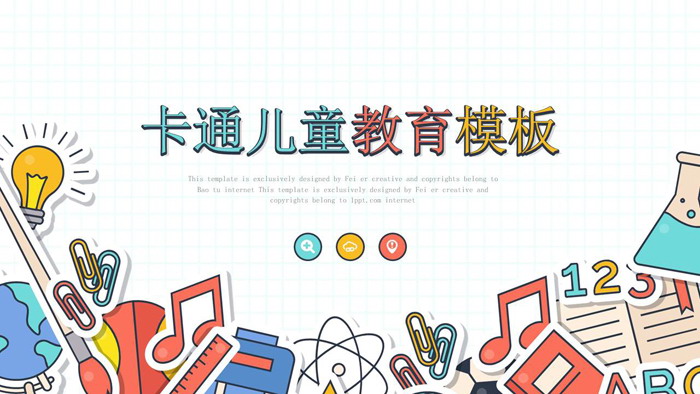 卡通儿童教育模板
This template is exclusively designed by Fei er creative and copyrights belong to
Bao tu internet This template is exclusively designed by Fei er creative and
copyrights belong to lppt,com internet
123
ABC